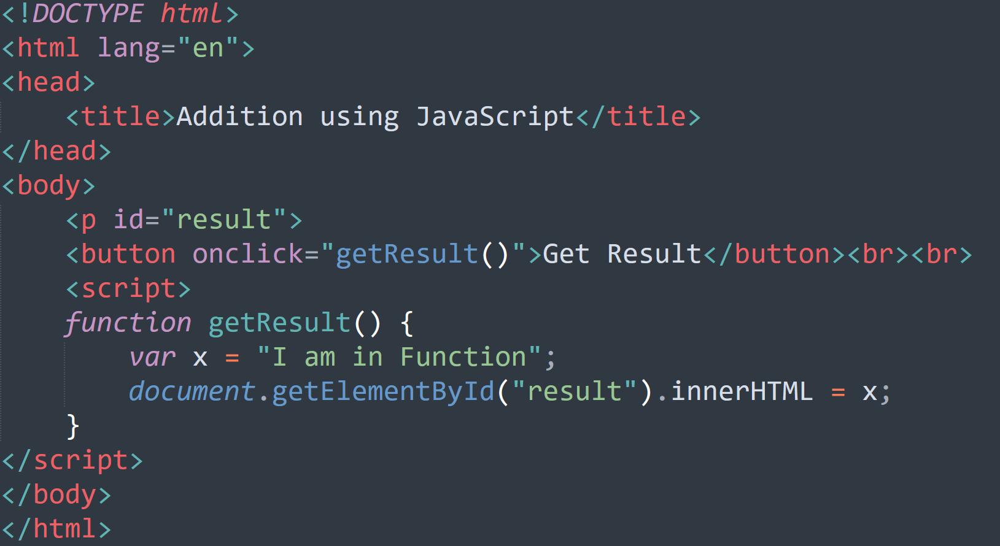 <!DOCTYPE html>
<html lang="en">
<head>
    <title>Addition using JavaScript</title>
</head>
<body>
    <p id="result">
    <button onclick="getResult()">Get Result</button><br><br>
    <script>
    function getResult() {
        var x = "I am in Function";
        document.getElementById("result").innerHTML = x;
    }
</script>
</body>
</html>